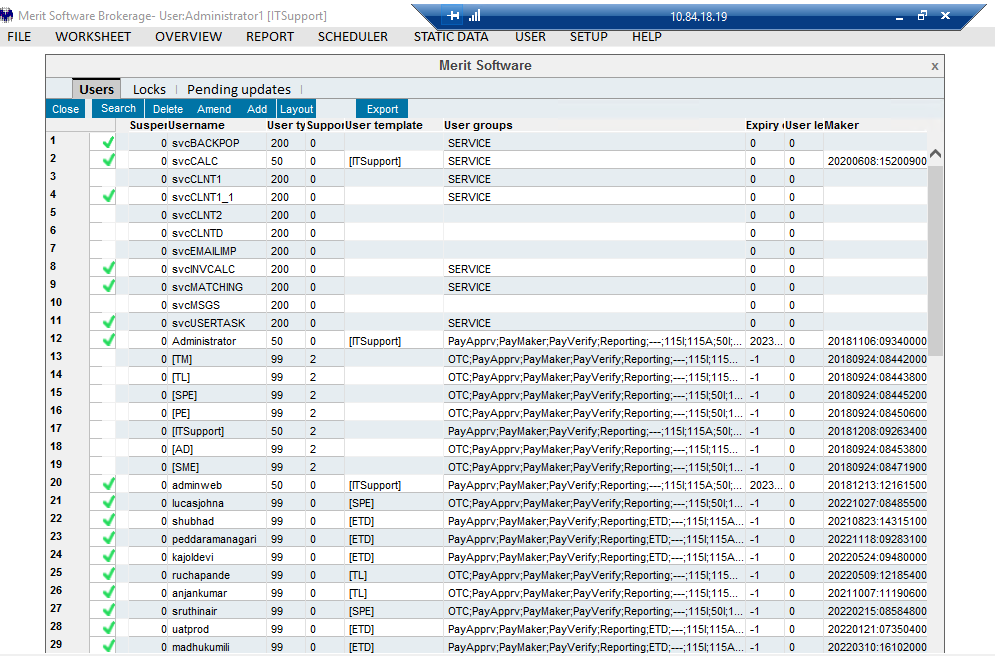 Merit Software Brokerage- User:Administrator1 [ITSupport]
10.84.18.19
FILE WORKSHEET OVERVIEW REPORT SCHEDULER STATIC DATA USER SETUP HELP
Merit Software x
Users Locks Pending updates
Close Search Delete Amend Add Layout Export
Suspe Username User ty Suppor User template User groups Expiry User le Maker
1 0 svcBACKPOP 200 0 SERVICE 0 0
2 0 svcCALC 50 0 [ITSupport] SERVICE 0 0 20200608:15200900
3 0 svcCLNT1 200 0 SERVICE 0 0
4 0 svcCLNT1_1 200 0 SERVICE 0 0
5 0 svcCLNT2 200 0 0 0
6 0 svcCLNTD 200 0 0 0
7 0 svcEMAILIMP 200 0 0 0
8 0 svcINVCALC 200 0 SERVICE 0 0
9 0 svcMATCHING 200 0 SERVICE 0 0
10 0 svcMSGS 200 0 0 0
11 0 svcUSERTASK 200 0 SERVICE 0 0
12 0 Administrator 50 0 [ITSupport] PayApprv;PayMaker;PayVerify;Reporting;---;115I;115A;50I;... 2023... 0 20181106:09340000
13 0 [TM] 99 2 OTC;PayApprv;PayMaker;PayVerify;Reporting;---;115I;115... -1 0 20180924:08442000
14 0 [TL] 99 2 OTC;PayApprv;PayMaker;PayVerify;Reporting;---;115I;115... -1 0 20180924:08443800
15 0 [SPE] 99 2 OTC;PayApprv;PayMaker;PayVerify;Reporting;---;115I;50I;1... -1 0 20180924:08445200
16 0 [PE] 99 2 OTC;PayApprv;PayMaker;PayVerify;Reporting;---;115I;50I;1... -1 0 20180924:08450600
17 0 [ITSupport] 50 2 PayApprv;PayMaker;PayVerify;Reporting;---;115I;115A;50I;... -1 0 20181208:09263400
18 0 [AD] 99 2 OTC;PayApprv;PayMaker;PayVerify;Reporting;---;115I;115... -1 0 20180924:08453800
19 0 [SME] 99 2 OTC;PayApprv;PayMaker;PayVerify;Reporting;---;115I;50I;1... -1 0 20180924:08471900
20 0 adminweb 50 0 [ITSupport] PayApprv;PayMaker;PayVerify;Reporting;---;115I;115A;50I;... 2023... 0 20181213:12161500
21 0 lucasjohna 99 0 [SPE] OTC;PayApprv;PayMaker;PayVerify;Reporting;---;115I;50I;1... -1 0 20221027:08485500
22 0 shubhad 99 0 [ETD] PayApprv;PayMaker;PayVerify;Reporting;ETD;---;115I;115A... -1 0 20210823:14315100
23 0 peddaramanagari 99 0 [ETD] PayApprv;PayMaker;PayVerify;Reporting;ETD;---;115I;115A... -1 0 20221118:09283100
24 0 kajoldevi 99 0 [ETD] PayApprv;PayMaker;PayVerify;Reporting;ETD;---;115I;115A... -1 0 20220524:09480000
25 0 ruchapande 99 0 [TL] OTC;PayApprv;PayMaker;PayVerify;Reporting;---;115I;115... -1 0 20220509:12185400
26 0 anjankumar 99 0 [TL] OTC;PayApprv;PayMaker;PayVerify;Reporting;---;115I;115... -1 0 20211007:11190600
27 0 sruthinair 99 0 [SPE] OTC;PayApprv;PayMaker;PayVerify;Reporting;---;115I;50I;1... -1 0 20220215:08584800
28 0 uatprod 99 0 [ETD] PayApprv;PayMaker;PayVerify;Reporting;ETD;---;115I;115A... -1 0 20220121:07350400
29 0 madhukumili 99 0 [ETD] PayApprv;PayMaker;PayVerify;Reporting;ETD;---;115I;115A... -1 0 20220310:16102000